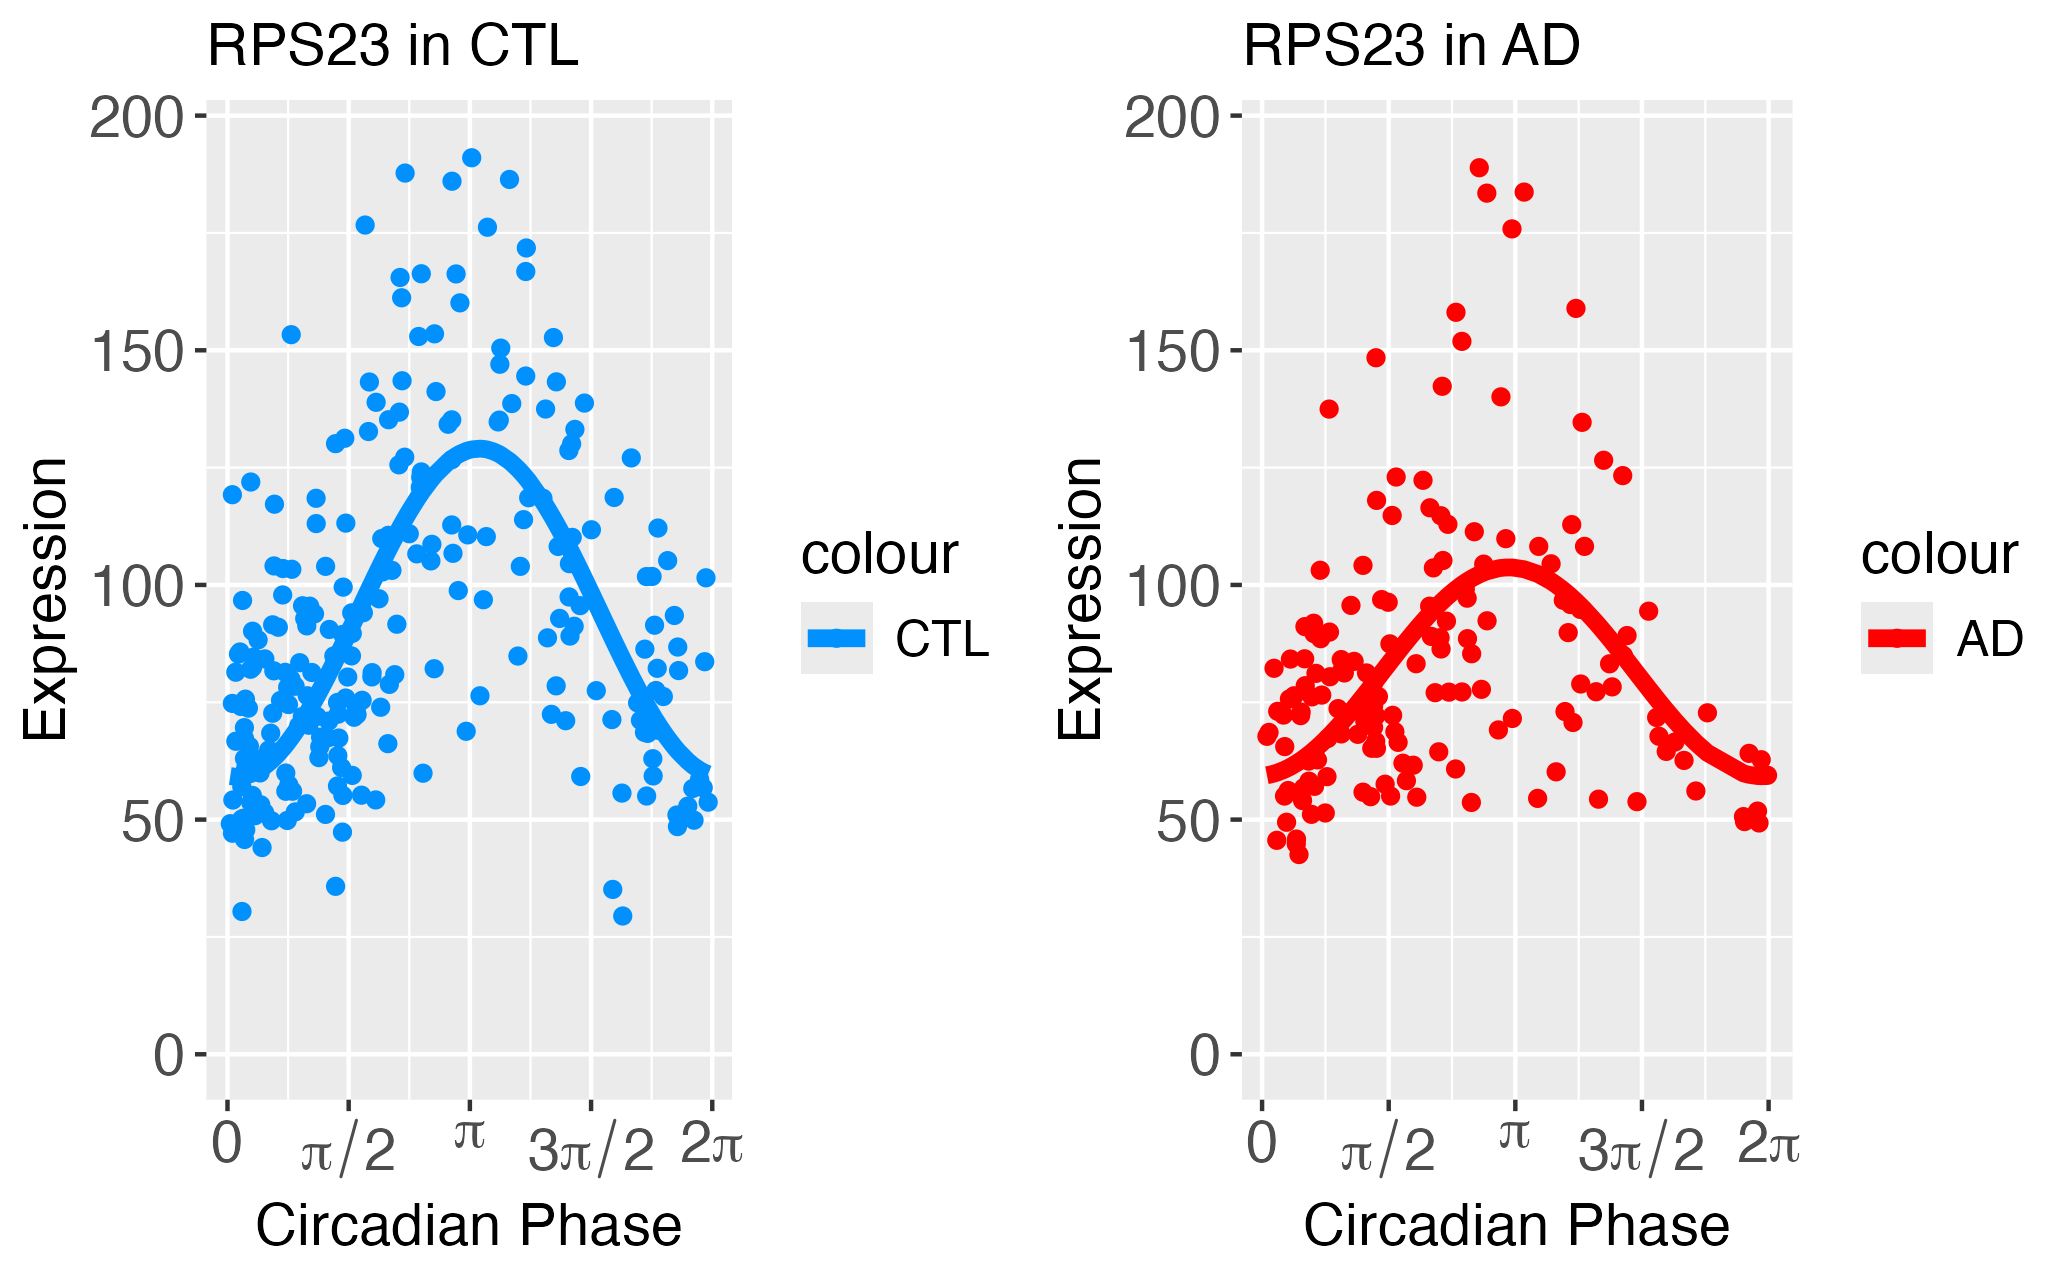 RPS23 in CTL
200
150
100
50
0
Expression
0
π/2
π
3π/2
2π
Circadian Phase
colour
CTL
RPS23 in AD
200
150
100
50
0
Expression
0
π/2
π
3π/2
2π
Circadian Phase
colour
AD